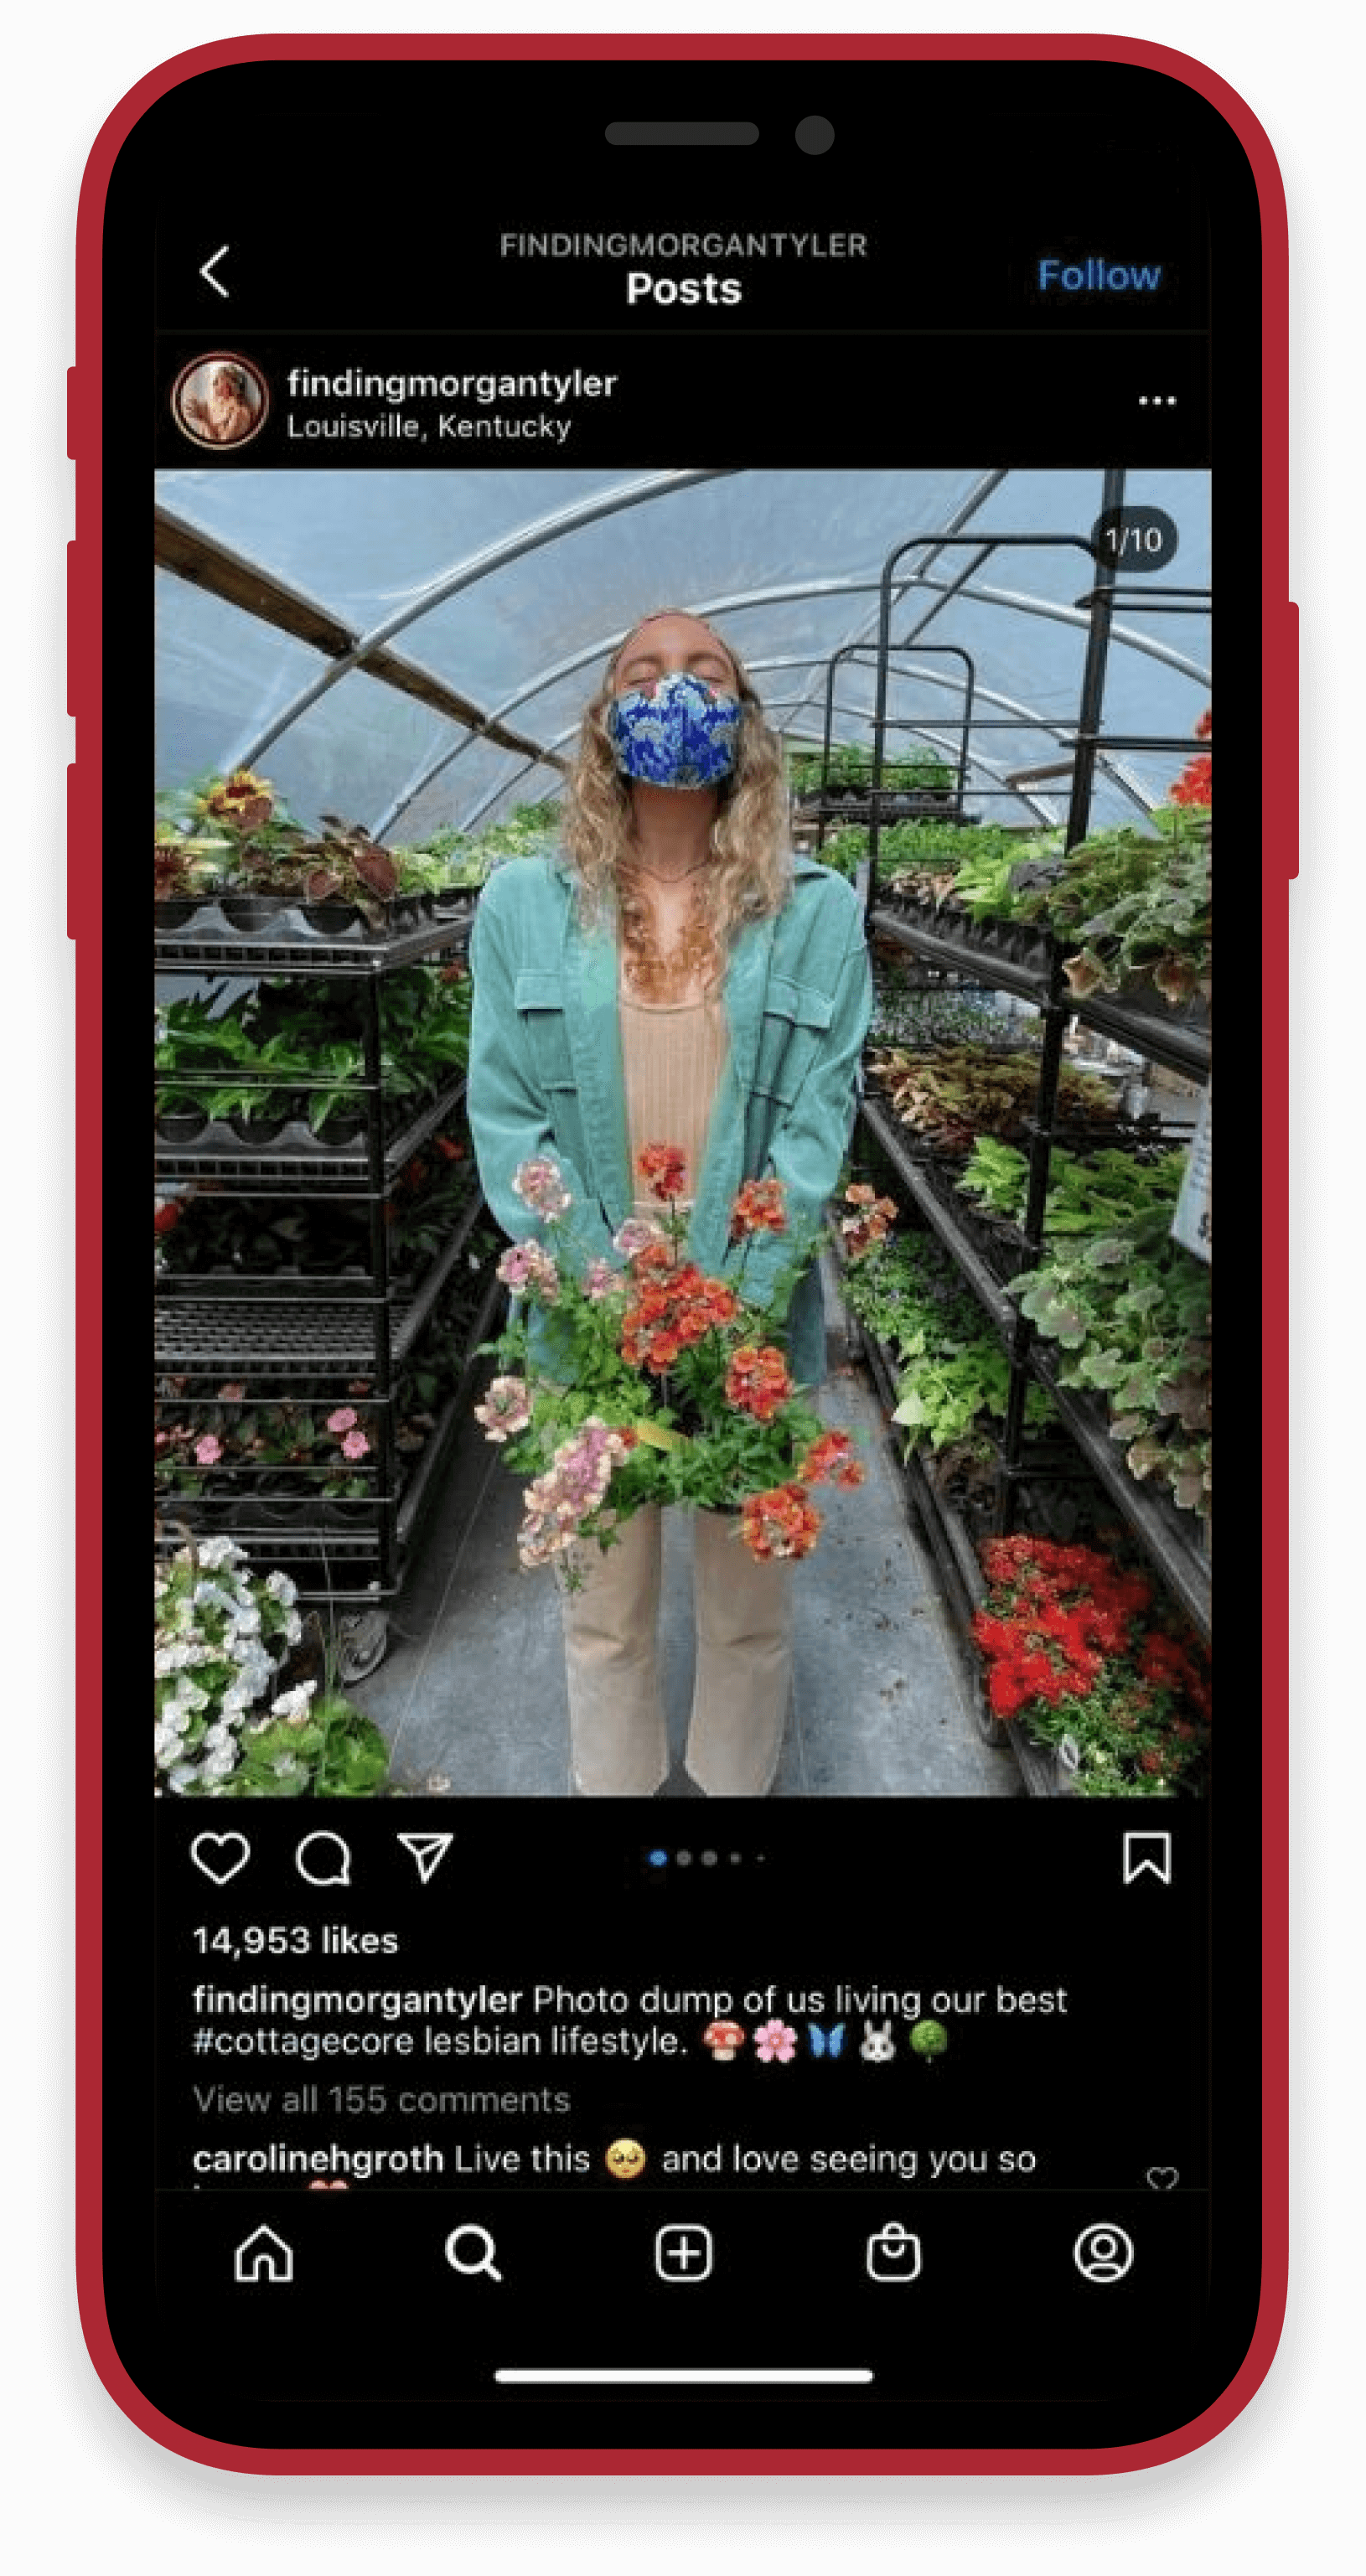 FINDINGMORGANTYLER
Posts
Follow
findingmorgantyler
Louisville, Kentucky
1/10
14,953 likes
findingmorgantyler Photo dump of us living our best
#cottagecore lesbian lifestyle. 🍄🌸🦋🐰🌳
View all 155 comments
carolinehgroth Live this 🥺 and love seeing you so